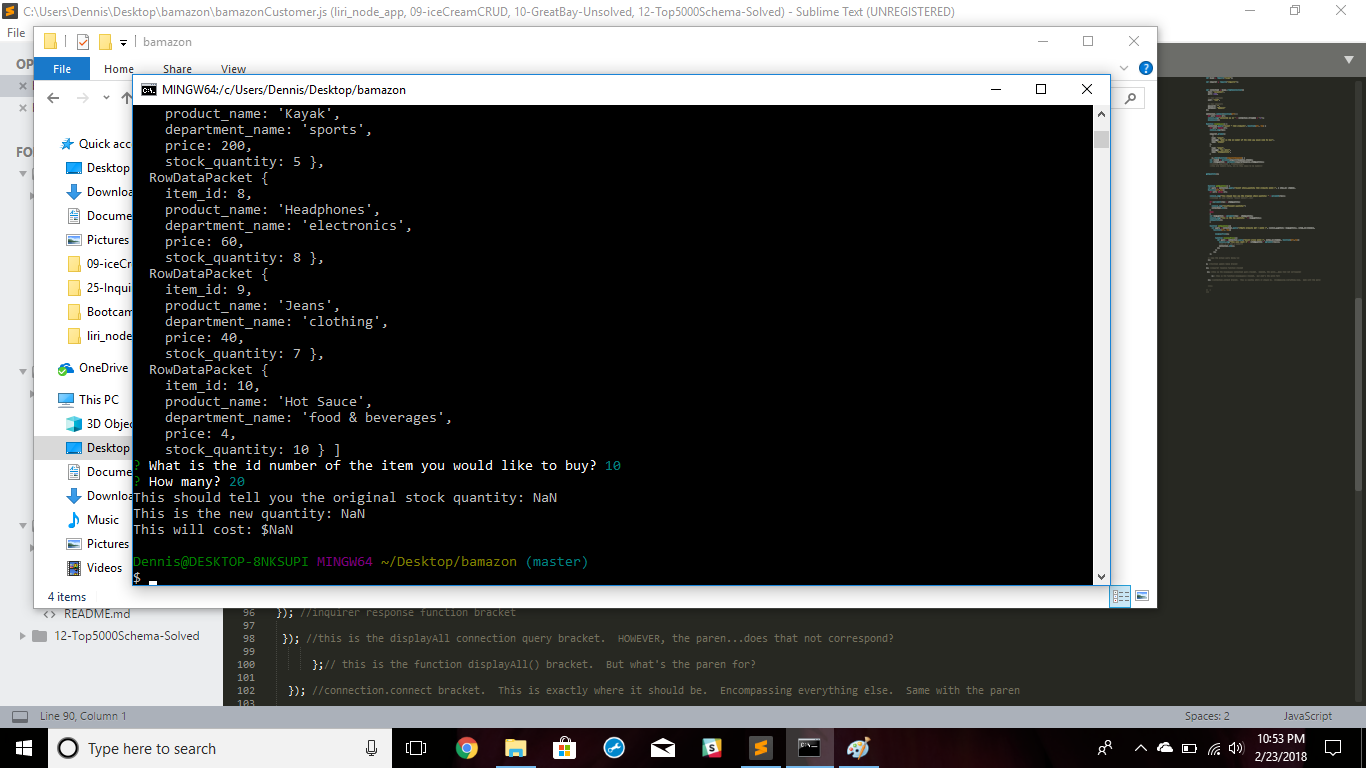 C:\Users\Dennis\Desktop\bamazon\bamazonCustomer.js (liri_node_app, 09-iceCreamCRUD, 10-GreatBay-Unsolved, 12-Top5000Schema-Solved) - Sublime Text (UNREGISTERED)
File
bamazon
File Home Share View
MINGW64:/c/Users/Dennis/Desktop/bamazon
Quick acc
Desktop
Downloa
Docume
Pictures
09-iceCr
25-Inqui
Bootcam
liri_node
OneDrive
This PC
3D Objec
Desktop
Docume
Downloa
Music
Pictures
Videos
4 items
OP
FO
product_name: 'Kayak',
department_name: 'sports',
price: 200,
stock_quantity: 5 },
RowDataPacket {
item_id: 8,
product_name: 'Headphones',
department_name: 'electronics',
price: 60,
stock_quantity: 8 },
RowDataPacket {
item_id: 9,
product_name: 'Jeans',
department_name: 'clothing',
price: 40,
stock_quantity: 7 },
RowDataPacket {
item_id: 10,
product_name: 'Hot Sauce',
department_name: 'food & beverages',
price: 4,
stock_quantity: 10 } ]
? What is the id number of the item you would like to buy? 10
? How many? 20
This should tell you the original stock quantity: NaN
This is the new quantity: NaN
This will cost: $NaN
Dennis@DESKTOP-8NKSUPI MINGW64 ~/Desktop/bamazon (master)
$
README.md
12-Top5000Schema-Solved
96 }); //inquirer response function bracket
97
98 }); //this is the displayAll connection query bracket. HOWEVER, the paren...does that not correspond?
99
100 };// this is the function displayAll() bracket. But what's the paren for?
101
102 }); //connection.connect bracket. This is exactly where it should be. Encompassing everything else. Same with the paren
103
Line 90, Column 1
Spaces: 2
JavaScript
Type here to search
10:53 PM
2/23/2018